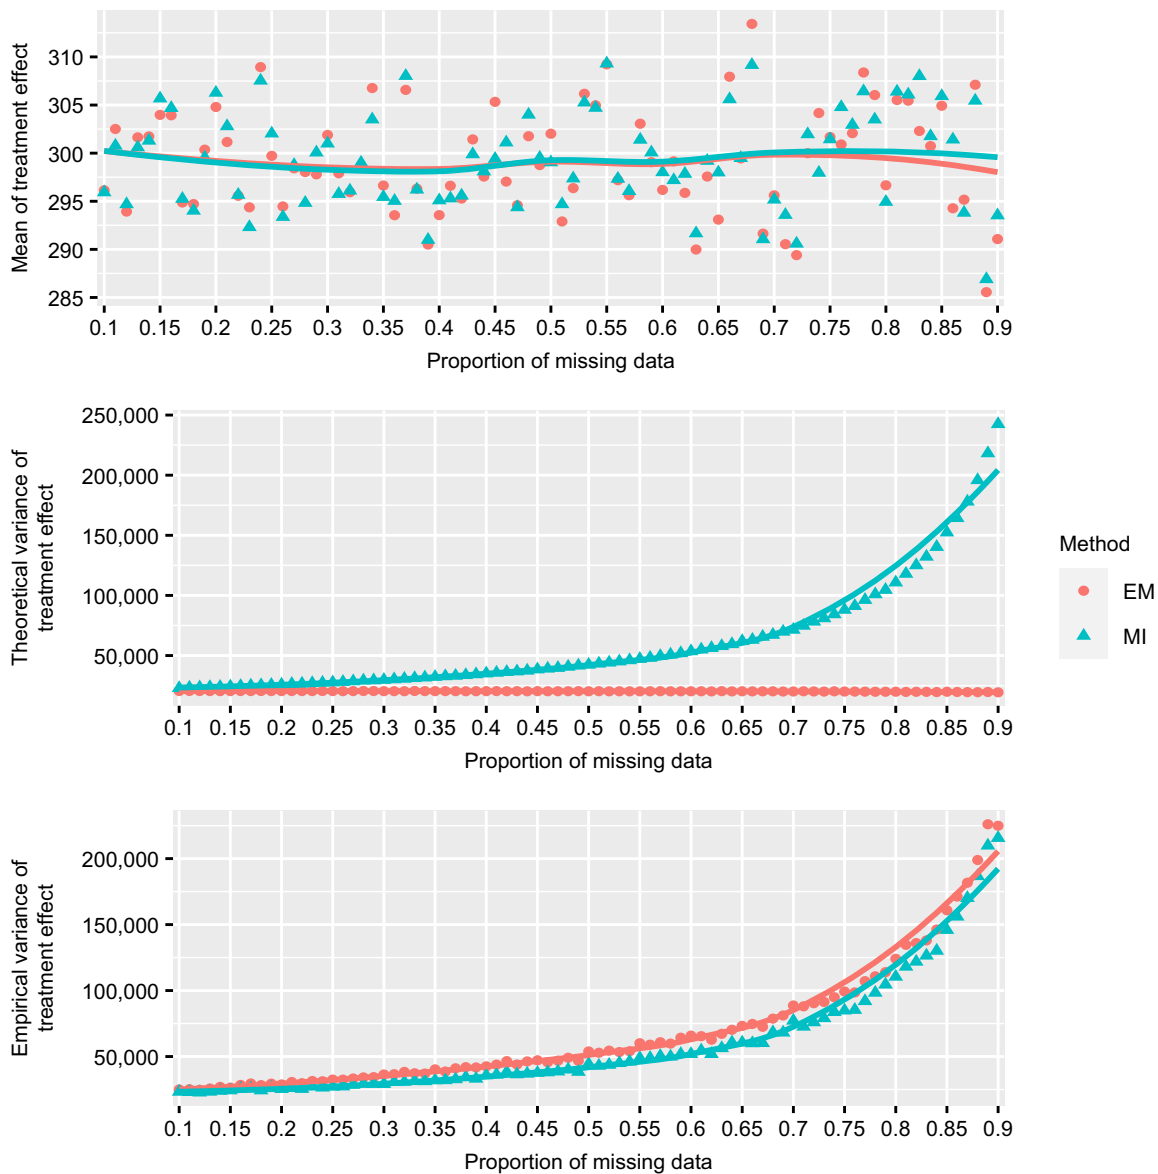 Mean of treatment effect
310
305
300
295
290
285
0.1 0.15 0.2 0.25 0.3 0.35 0.4 0.45 0.5 0.55 0.6 0.65 0.7 0.75 0.8 0.85 0.9
Proportion of missing data
Theoretical variance of
treatment effect
250,000
200,000
150,000
100,000
50,000
0.1 0.15 0.2 0.25 0.3 0.35 0.4 0.45 0.5 0.55 0.6 0.65 0.7 0.75 0.8 0.85 0.9
Proportion of missing data
Method
EM
MI
Empirical variance of
treatment effect
200,000
150,000
100,000
50,000
0.1 0.15 0.2 0.25 0.3 0.35 0.4 0.45 0.5 0.55 0.6 0.65 0.7 0.75 0.8 0.85 0.9
Proportion of missing data